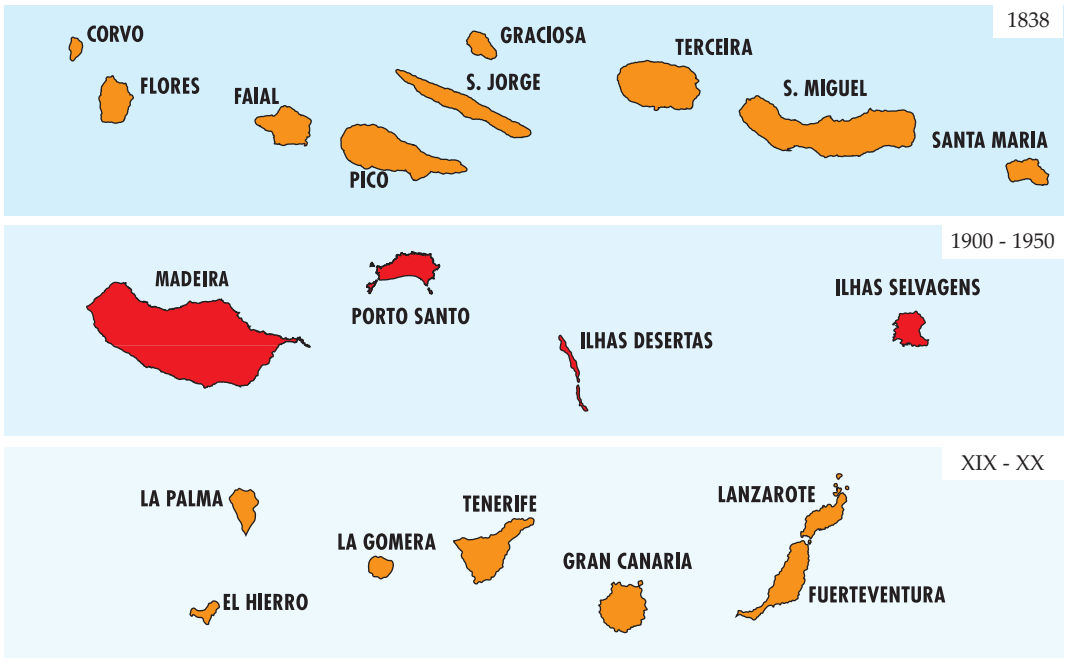 1838
CORVO
FLORES
FAIAL
PICO
GRACIOSA
S. JORGE
TERCEIRA
S. MIGUEL
SANTA MARIA
1900 - 1950
MADEIRA
PORTO SANTO
ILHAS DESERTAS
ILHAS SELVAGENS
XIX - XX
LA PALMA
EL HIERRO
LA GOMERA
TENERIFE
GRAN CANARIA
LANZAROTE
FUERTEVENTURA